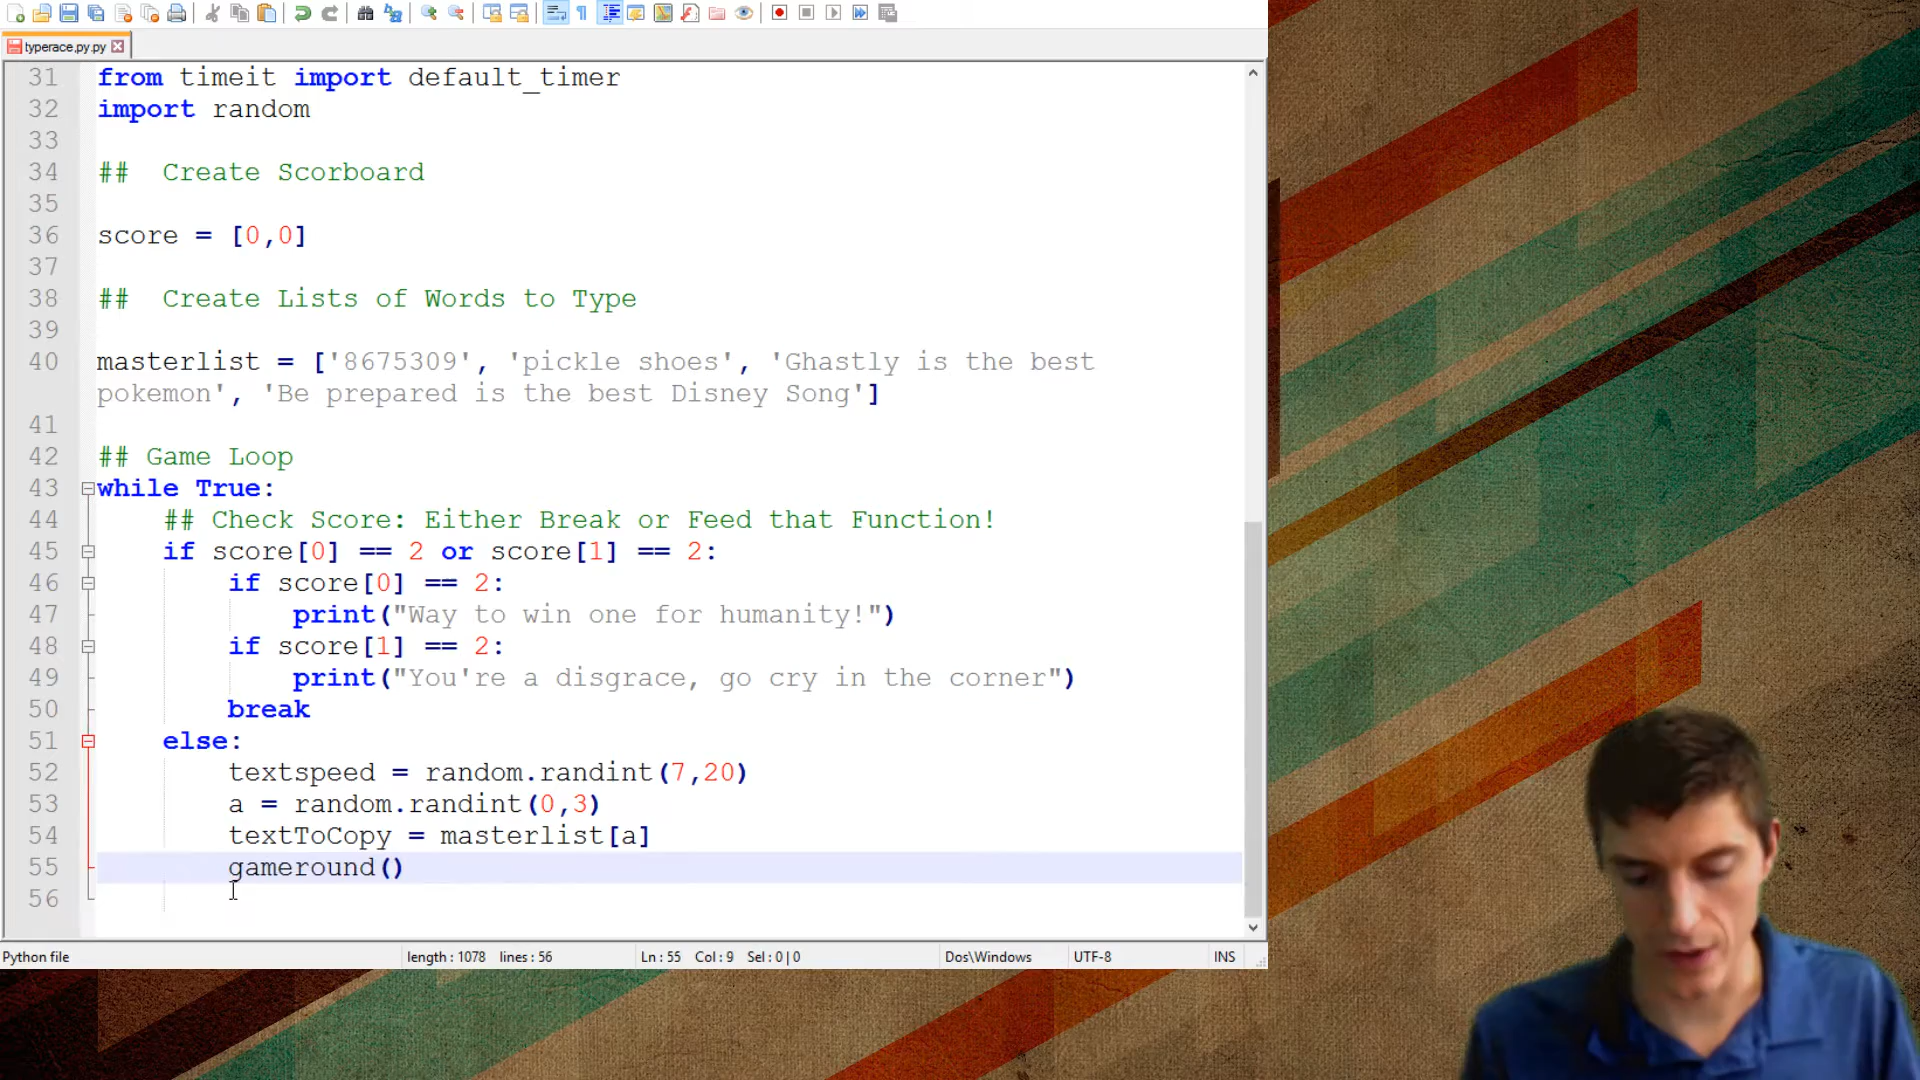 typerace.py.py
31 from timeit import default_timer
32 import random
33
34 ## Create Scorboard
35
36 score = [0,0]
37
38 ## Create Lists of Words to Type
39
40 masterlist = ['8675309', 'pickle shoes', 'Ghastly is the best
pokemon', 'Be prepared is the best Disney Song']
41
42 ## Game Loop
43 while True:
44 ## Check Score: Either Break or Feed that Function!
45 if score[0] == 2 or score[1] == 2:
46 if score[0] == 2:
47 print("Way to win one for humanity!")
48 if score[1] == 2:
49 print("You're a disgrace, go cry in the corner")
50 break
51 else:
52 textspeed = random.randint(7,20)
53 a = random.randint(0,3)
54 textToCopy = masterlist[a]
55 gameround()
56
Python file length : 1078 lines : 56 Ln : 55 Col : 9 Sel : 0 | 0 Dos\Windows UTF-8 INS